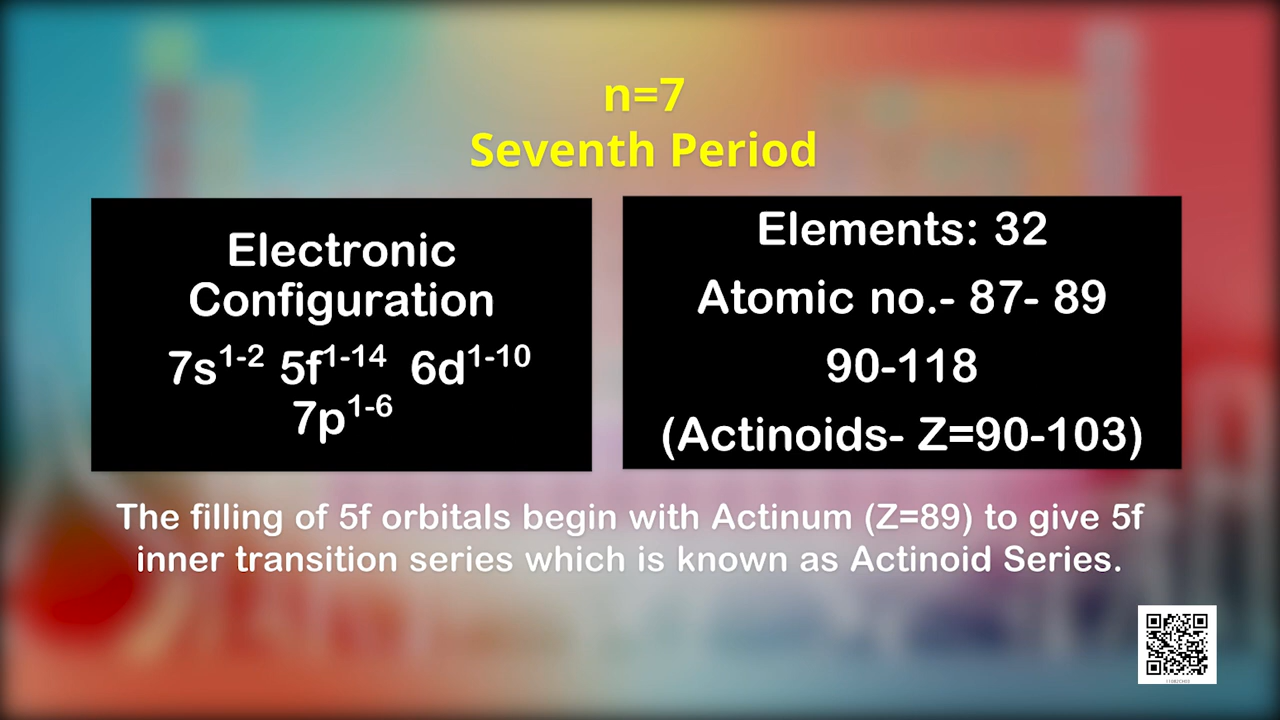 n=7
Seventh Period
Electronic
Configuration
7s¹⁻² 5f¹⁻¹⁴ 6d¹⁻¹⁰
7p¹⁻⁶
Elements: 32
Atomic no.- 87- 89
90-118
(Actinoids- Z=90-103)
The filling of 5f orbitals begin with Actinum (Z=89) to give 5f
inner transition series which is known as Actinoid Series.